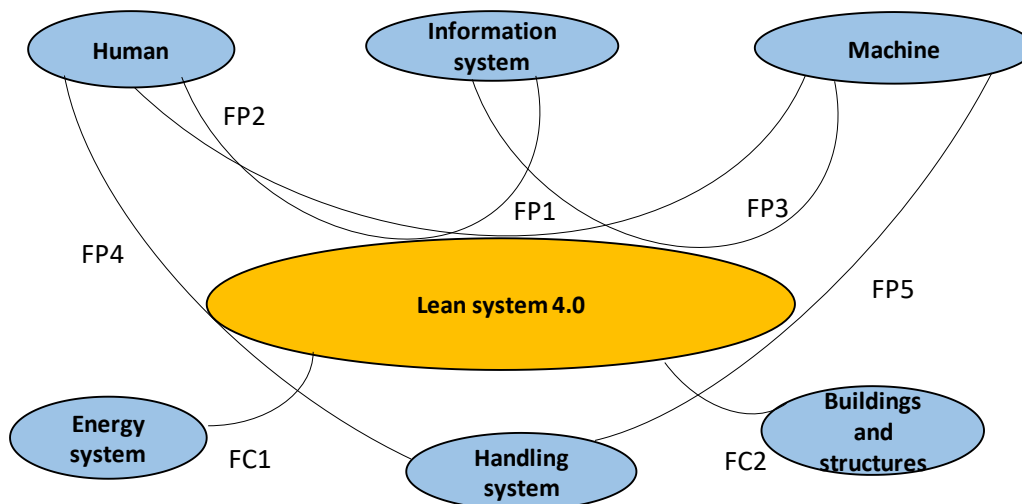 Human
Information
system
Machine
FP2
FP1
FP3
FP4
FP5
Lean system 4.0
Energy
system
FC1
Handling
system
FC2
Buildings
and
structures